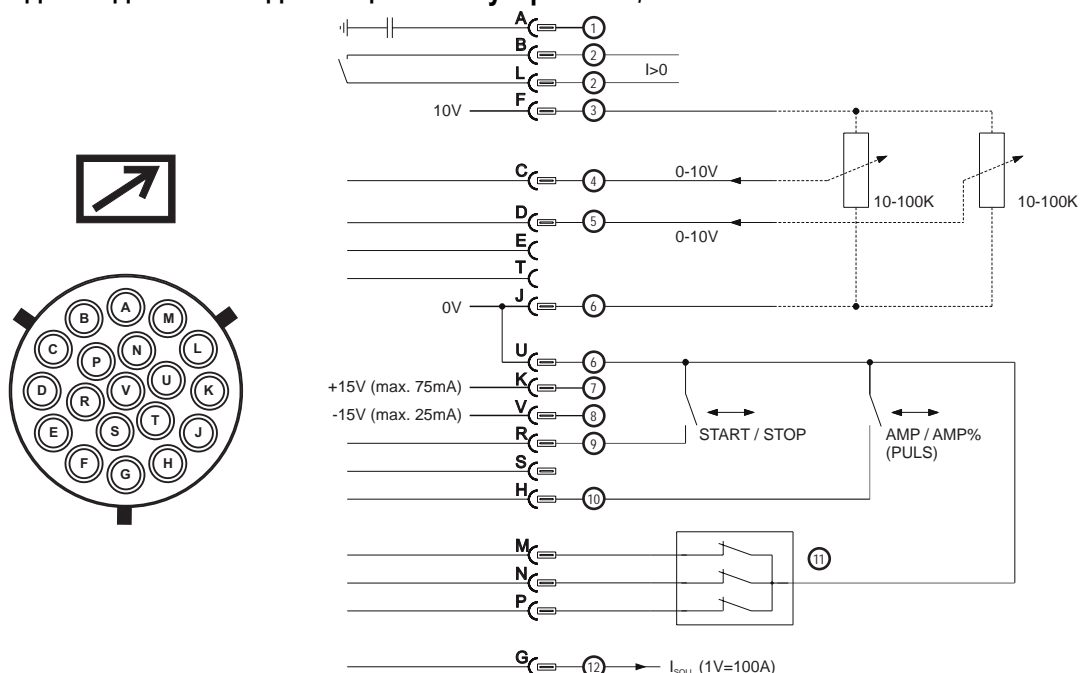 A 1
B 2
I>0
L 2
10V F 3
C 4 0-10V
10-100K 10-100K
D 5
0-10V
E
T
0V J 6
U 6
+15V (max. 75mA) K 7
-15V (max. 25mA) V 8
START / STOP
AMP / AMP%
(PULS)
R 9
S
H 10
M
11
N
P
G 12 ISOLL (1V=100A)
A
B M
C P N L
D R V U K
E S T J
F G H